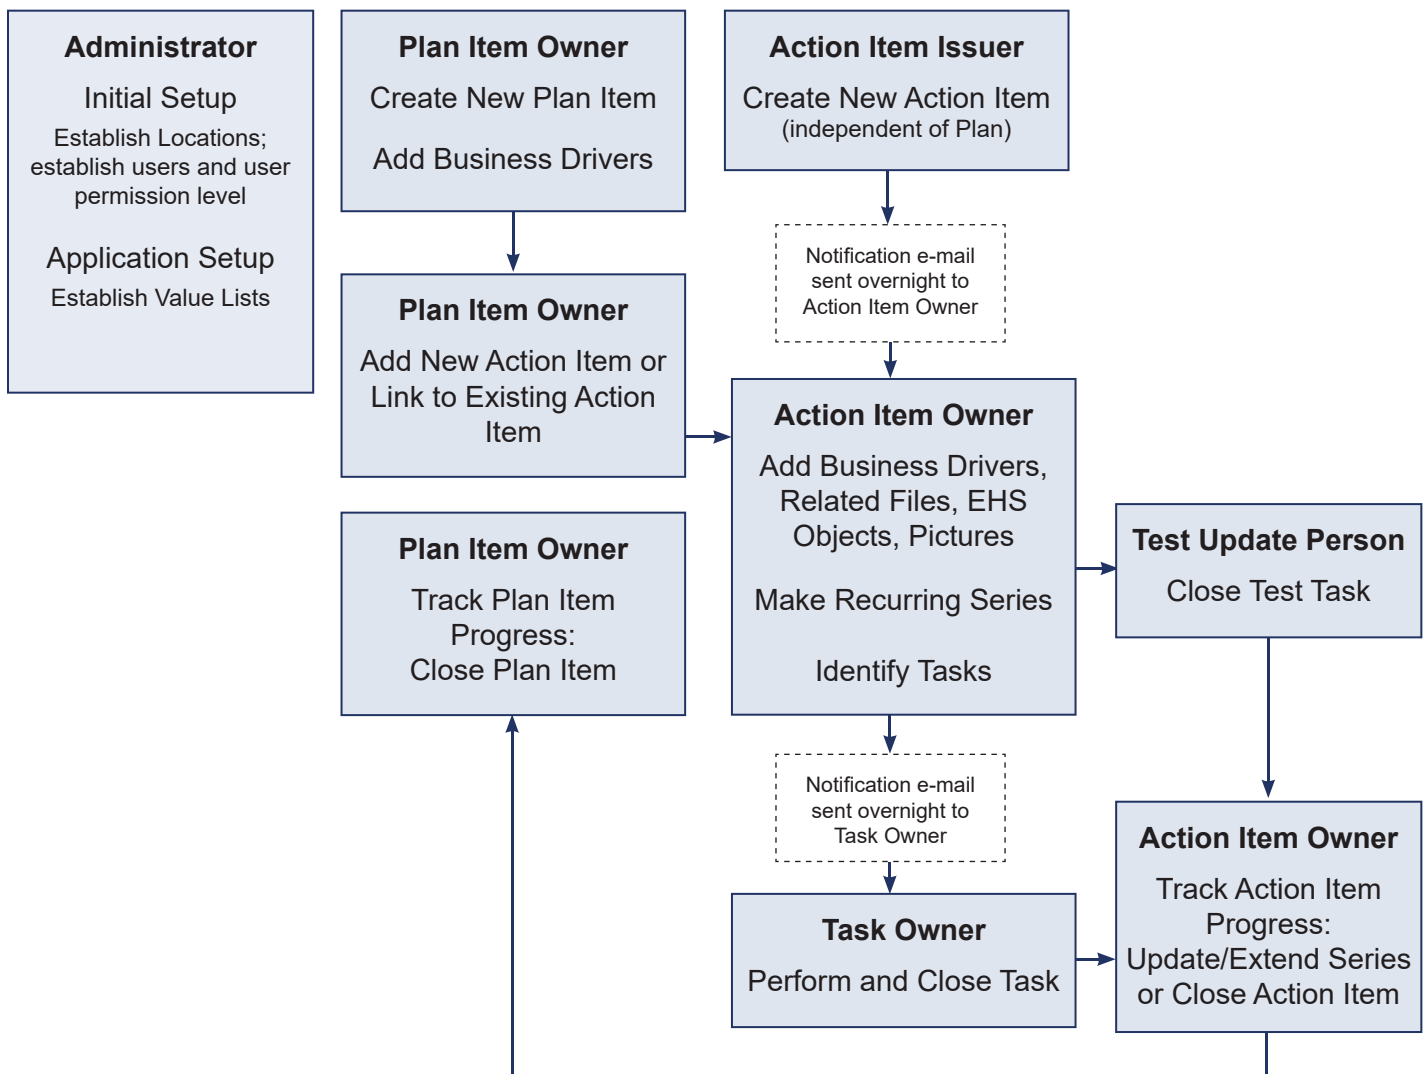 Administrator
Initial Setup
Establish Locations;
establish users and user
permission level
Application Setup
Establish Value Lists
Plan Item Owner
Create New Plan Item
Add Business Drivers
Action Item Issuer
Create New Action Item
(independent of Plan)
Notification e-mail
sent overnight to
Action Item Owner
Plan Item Owner
Add New Action Item or
Link to Existing Action
Item
Action Item Owner
Add Business Drivers,
Related Files, EHS
Objects, Pictures
Make Recurring Series
Identify Tasks
Test Update Person
Close Test Task
Plan Item Owner
Track Plan Item
Progress:
Close Plan Item
Notification e-mail
sent overnight to
Task Owner
Task Owner
Perform and Close Task
Action Item Owner
Track Action Item
Progress:
Update/Extend Series
or Close Action Item